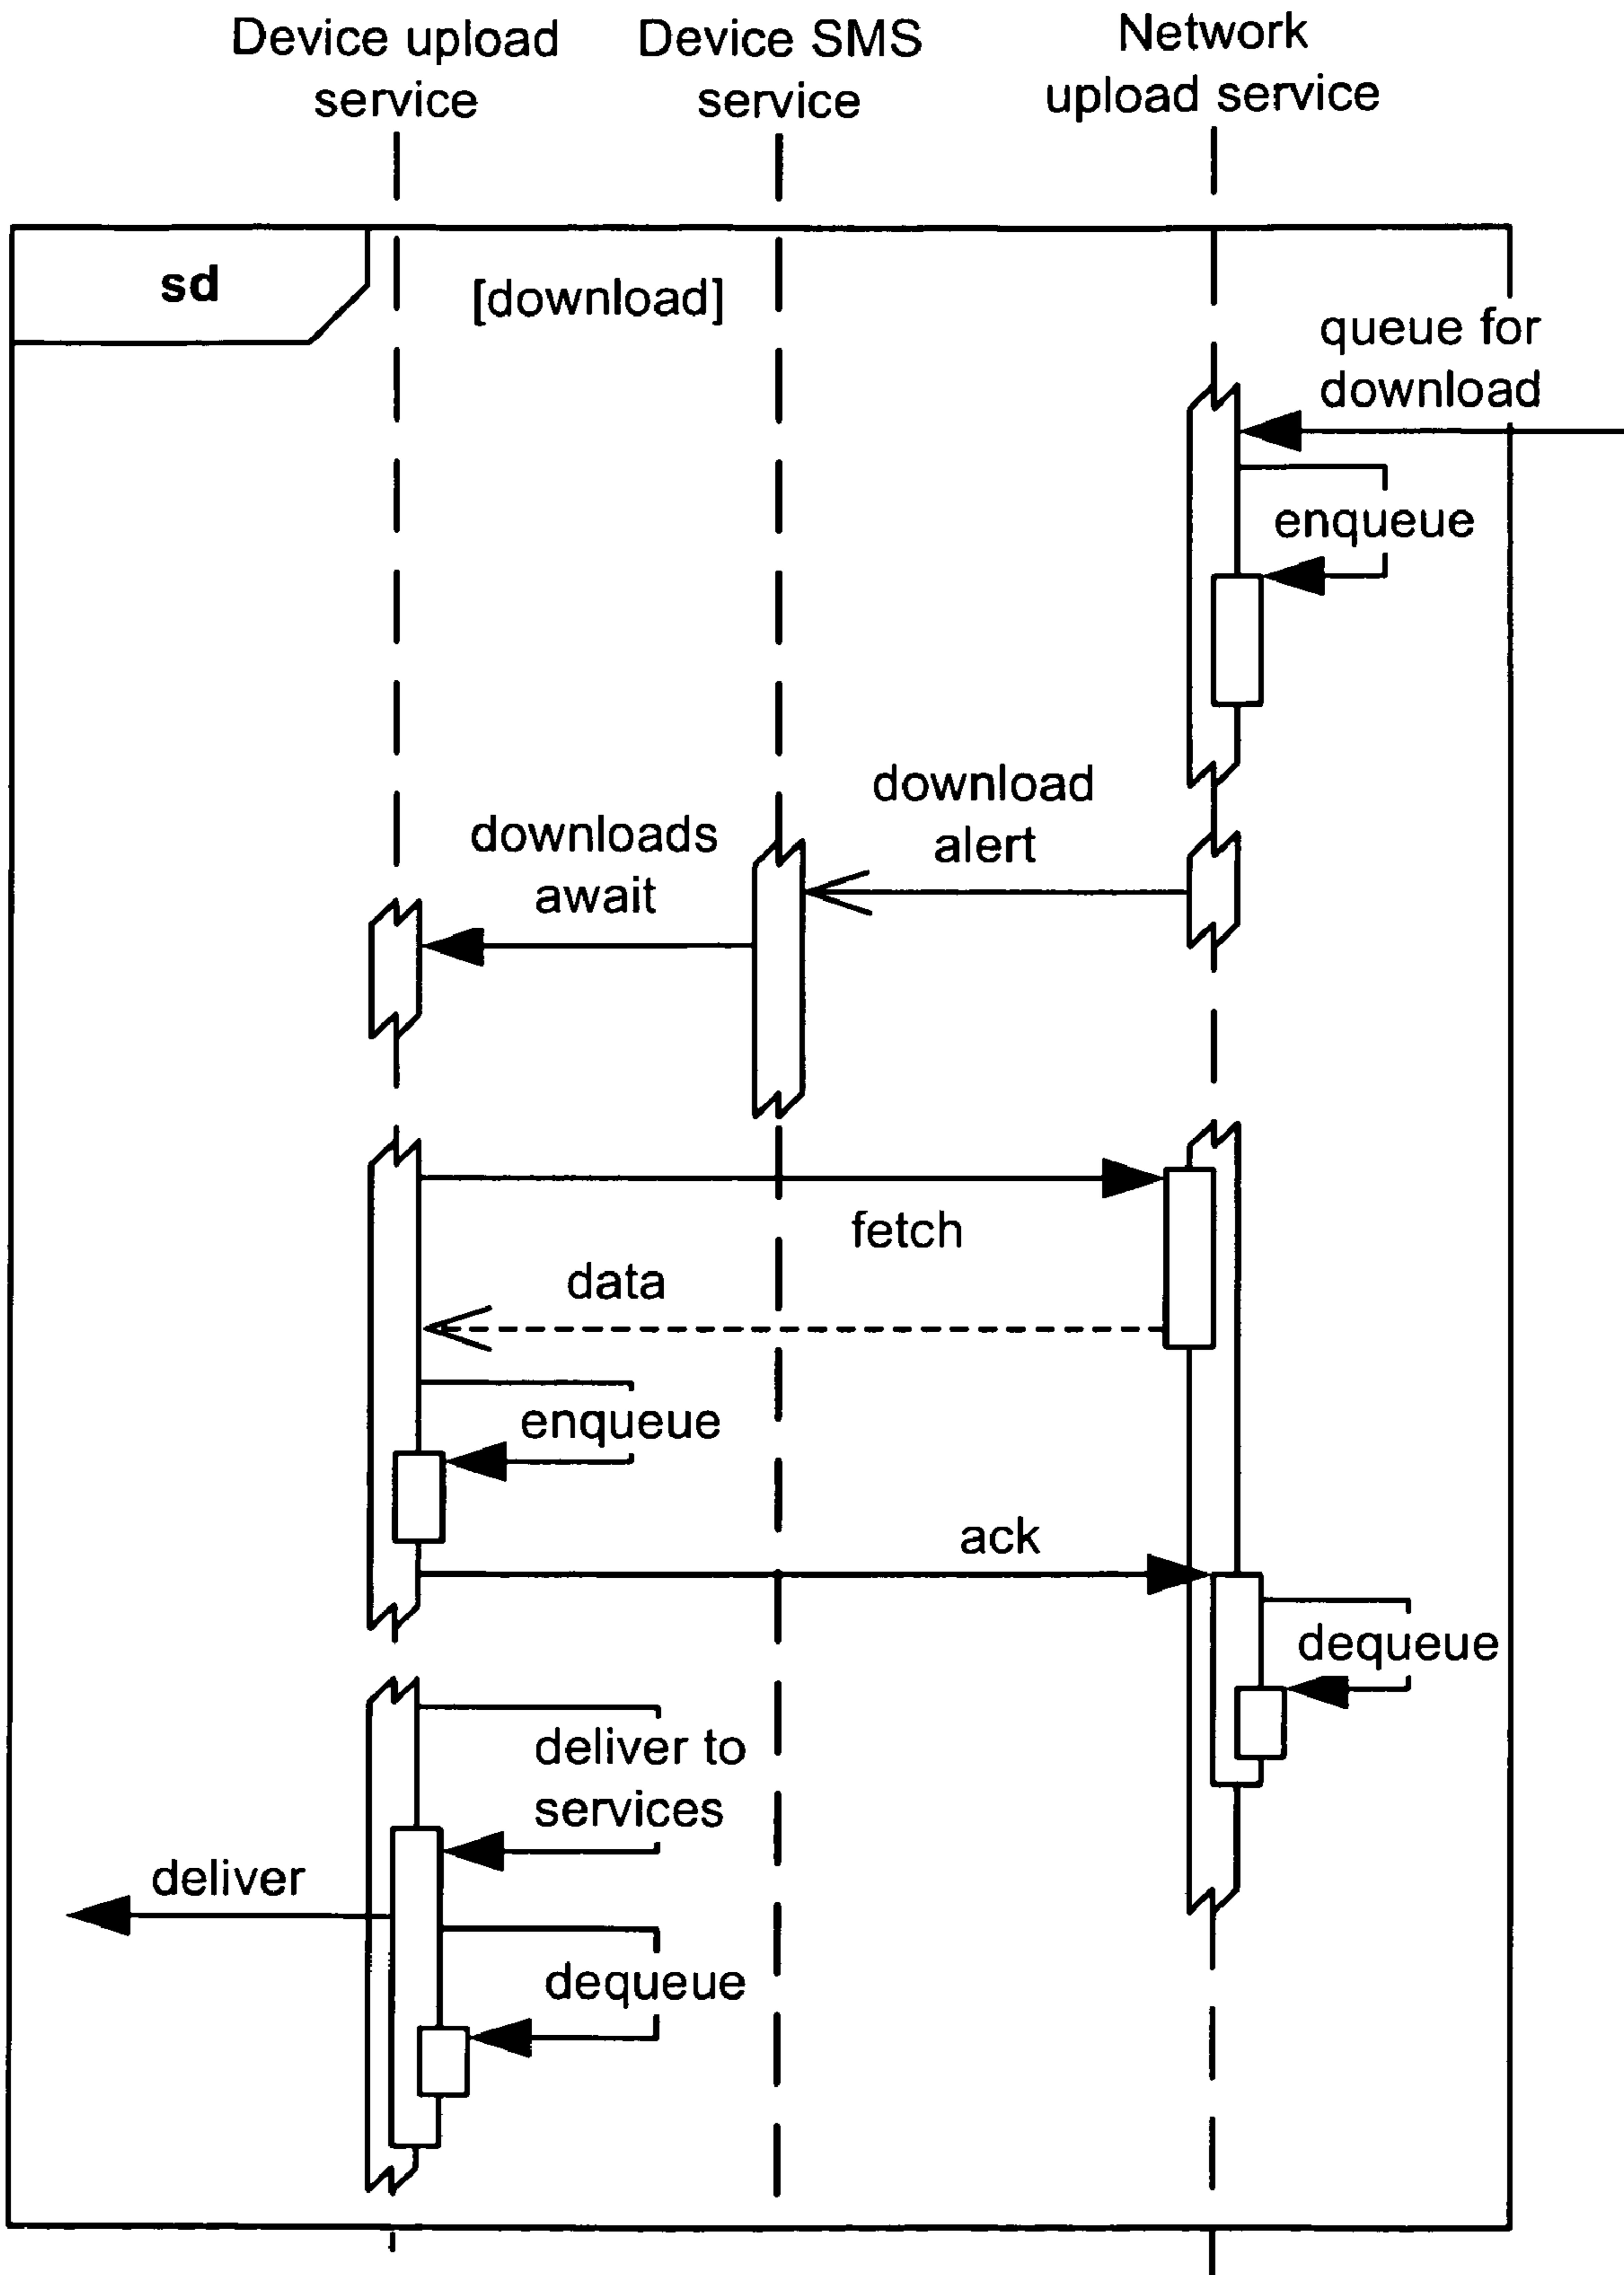 Device upload
service
Device SMS
service
Network
upload service
sd
[download]
queue for
download
enqueue
download
alert
downloads
await
fetch
data
enqueue
ack
dequeue
deliver to
services
deliver
dequeue